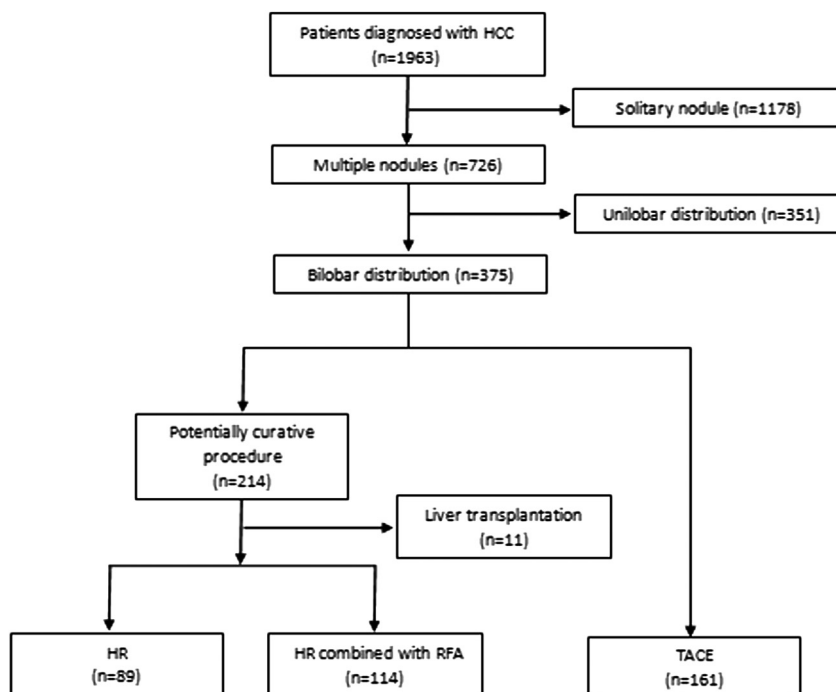 Patients diagnosed with HCC
(n=1963)
Solitary nodule (n=1178)
Multiple nodules (n=726)
Unilobar distribution (n=351)
Bilobar distribution (n=375)
Potentially curative
procedure
(n=214)
Liver transplantation
(n=11)
HR
(n=89)
HR combined with RFA
(n=114)
TACE
(n=161)